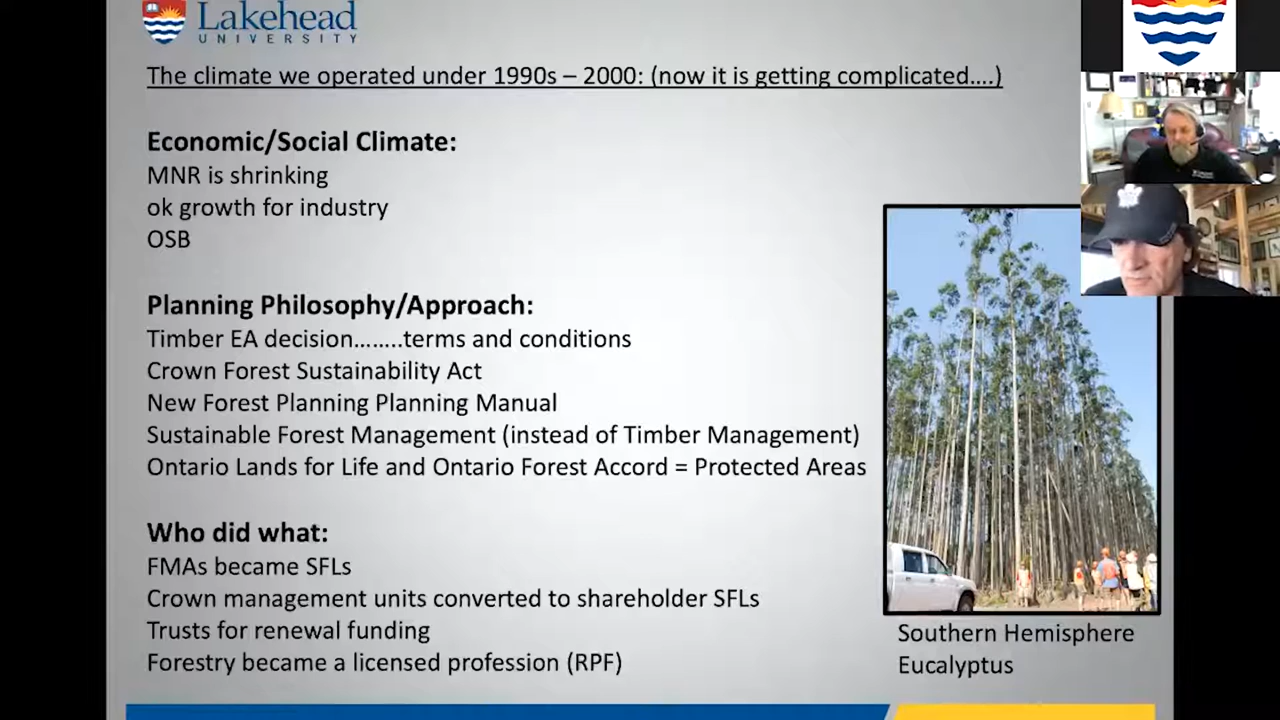 Lakehead
UNIVERSITY
The climate we operated under 1990s – 2000: (now it is getting complicated….)
Economic/Social Climate:
MNR is shrinking
ok growth for industry
OSB
Planning Philosophy/Approach:
Timber EA decision……..terms and conditions
Crown Forest Sustainability Act
New Forest Planning Planning Manual
Sustainable Forest Management (instead of Timber Management)
Ontario Lands for Life and Ontario Forest Accord = Protected Areas
Who did what:
FMAs became SFLs
Crown management units converted to shareholder SFLs
Trusts for renewal funding
Forestry became a licensed profession (RPF)
Southern Hemisphere
Eucalyptus